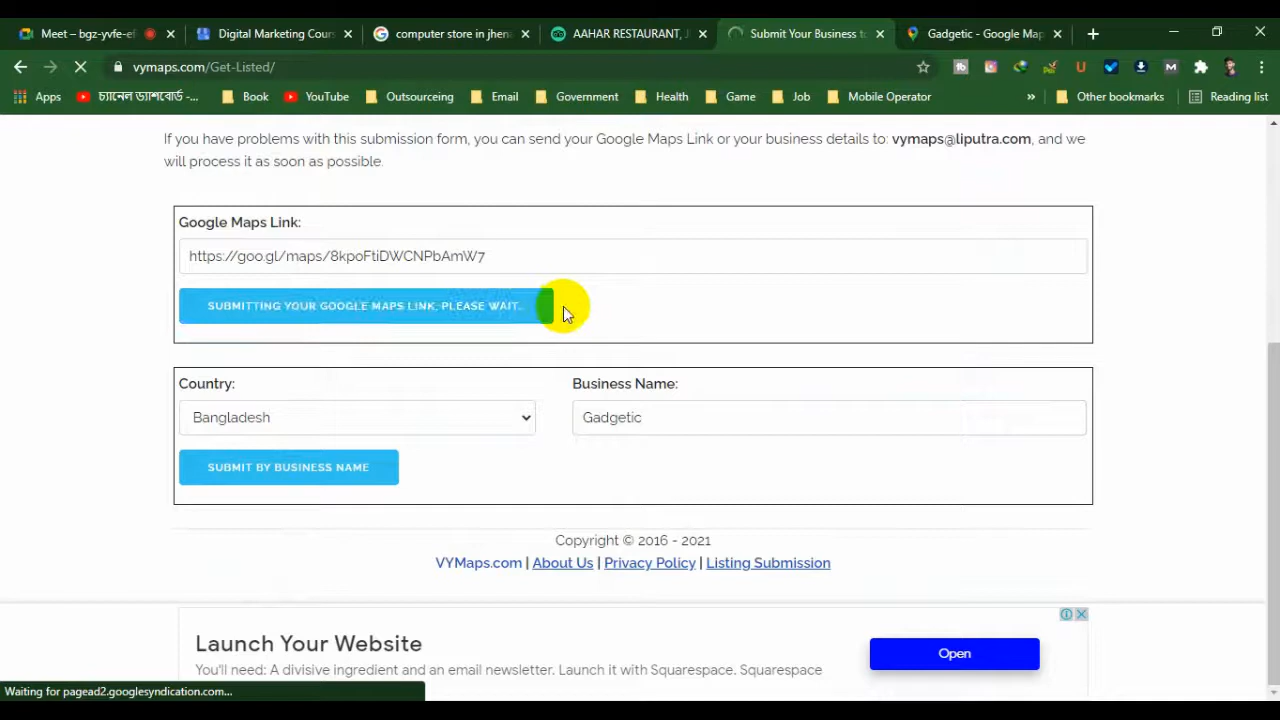 Meet – bgz-yvfe-ef
Digital Marketing Cours
computer store in jhena
AAHAR RESTAURANT, J
Submit Your Business to
Gadgetic - Google Maps
vymaps.com/Get-Listed/
Apps
চ্যানেল ড্যাশবোর্ড -...
Book
YouTube
Outsourceing
Email
Government
Health
Game
Job
Mobile Operator
»
Other bookmarks
Reading list
If you have problems with this submission form, you can send your Google Maps Link or your business details to: vymaps@liputra.com, and we
will process it as soon as possible.
Google Maps Link:
https://goo.gl/maps/8kpoFtiDWCNPbAmW7
SUBMITTING YOUR GOOGLE MAPS LINK, PLEASE WAIT...
Country:
Business Name:
Bangladesh
Gadgetic
SUBMIT BY BUSINESS NAME
Copyright © 2016 - 2021
VYMaps.com | About Us | Privacy Policy | Listing Submission
Launch Your Website
You'll need: A divisive ingredient and an email newsletter. Launch it with Squarespace. Squarespace
Open
Waiting for pagead2.googlesyndication.com...